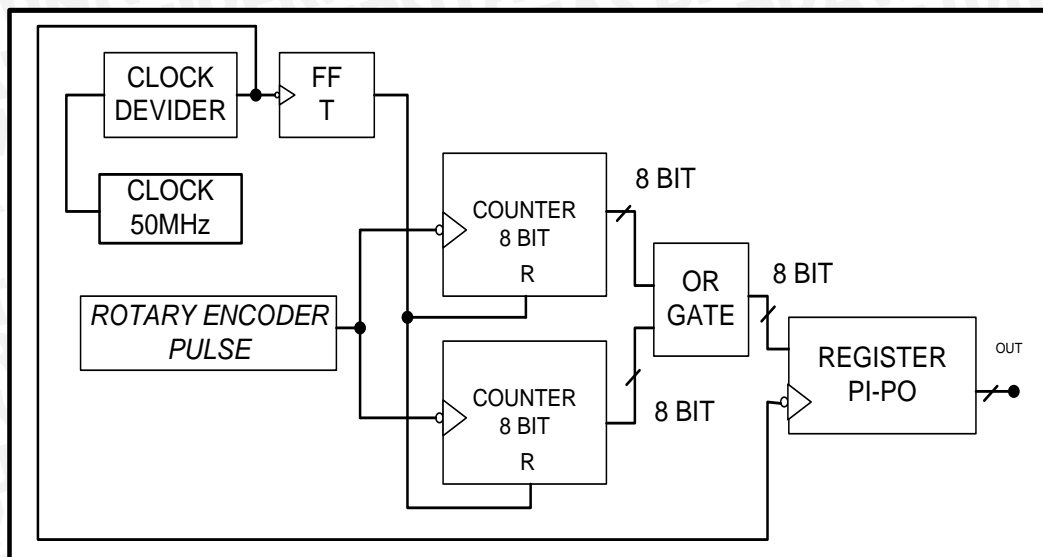 CLOCK
DEVIDER
FF
T
CLOCK
50MHz
COUNTER
8 BIT
R
8 BIT
ROTARY ENCODER
PULSE
OR
GATE
8 BIT
COUNTER
8 BIT
R
8 BIT
REGISTER
PI-PO
OUT